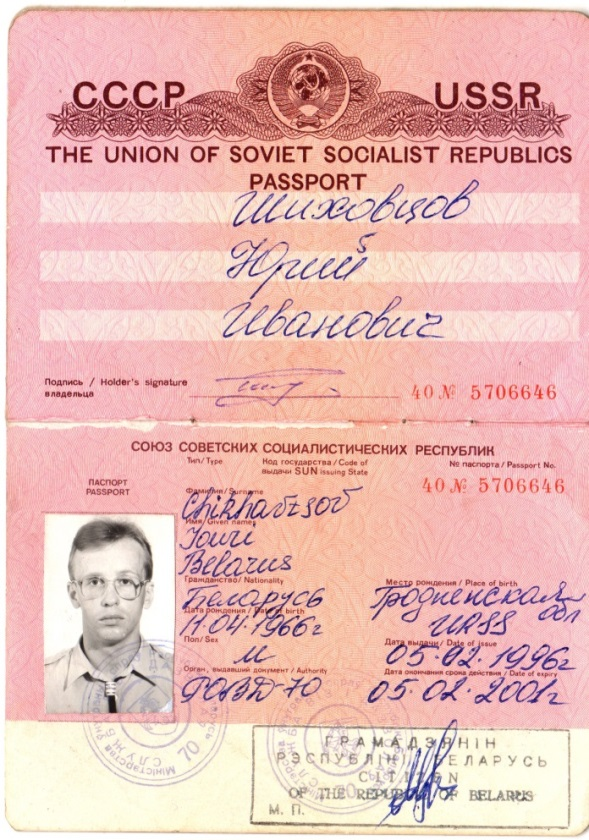 СССР USSR
THE UNION OF SOVIET SOCIALIST REPUBLICS
PASSPORT
Шиховцов
Юрий
Иванович
Подпись / Holder's signature
владельца
40 № 5706646
СОЮЗ СОВЕТСКИХ СОЦИАЛИСТИЧЕСКИХ РЕСПУБЛИК
Тип / Type
Код государства / Code of
выдачи SUN issuing State
№ паспорта / Passport No.
ПАСПОРТ
PASSPORT
40 № 5706646
Фамилия / Surname
Chikhavtsov
Имя / Given names
Iouri
Belarus
Гражданство / Nationality
Беларусь
Место рождения / Place of birth
Гродненская обл
URSS
Дата рождения / Date of birth
11.04.1966г
Пол / Sex
М
Дата выдачи / Date of issue
05.02.1996г
Орган, выдавший документ / Authority
РОВД-70
Дата окончания срока действия / Date of expiry
05.02.2001г
ГРАМАДЗЯНІН
РЭСПУБЛІКІ БЕЛАРУСЬ
CITIZEN
OF THE REPUBLIC OF BELARUS
М. П.